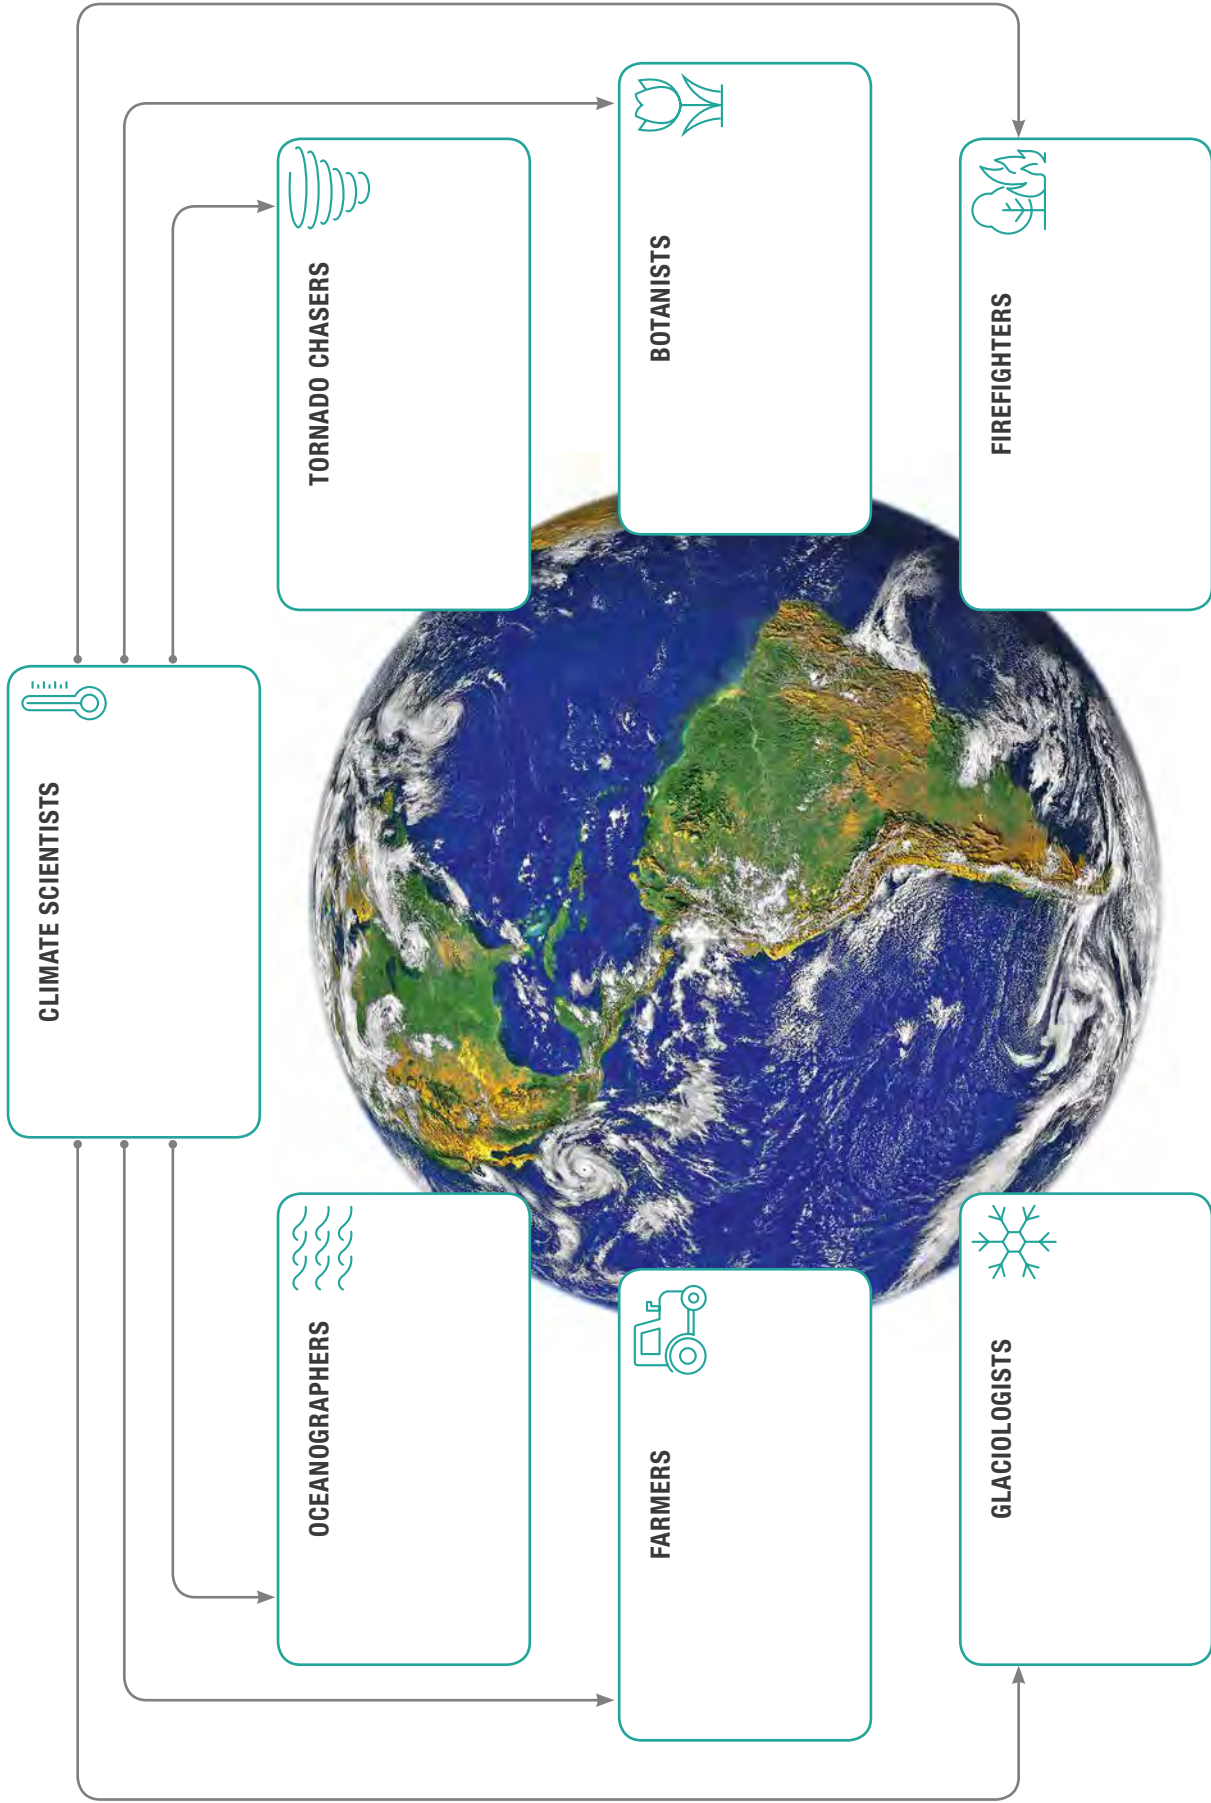 CLIMATE SCIENTISTS
OCEANOGRAPHERS
TORNADO CHASERS
FARMERS
BOTANISTS
GLACIOLOGISTS
FIREFIGHTERS